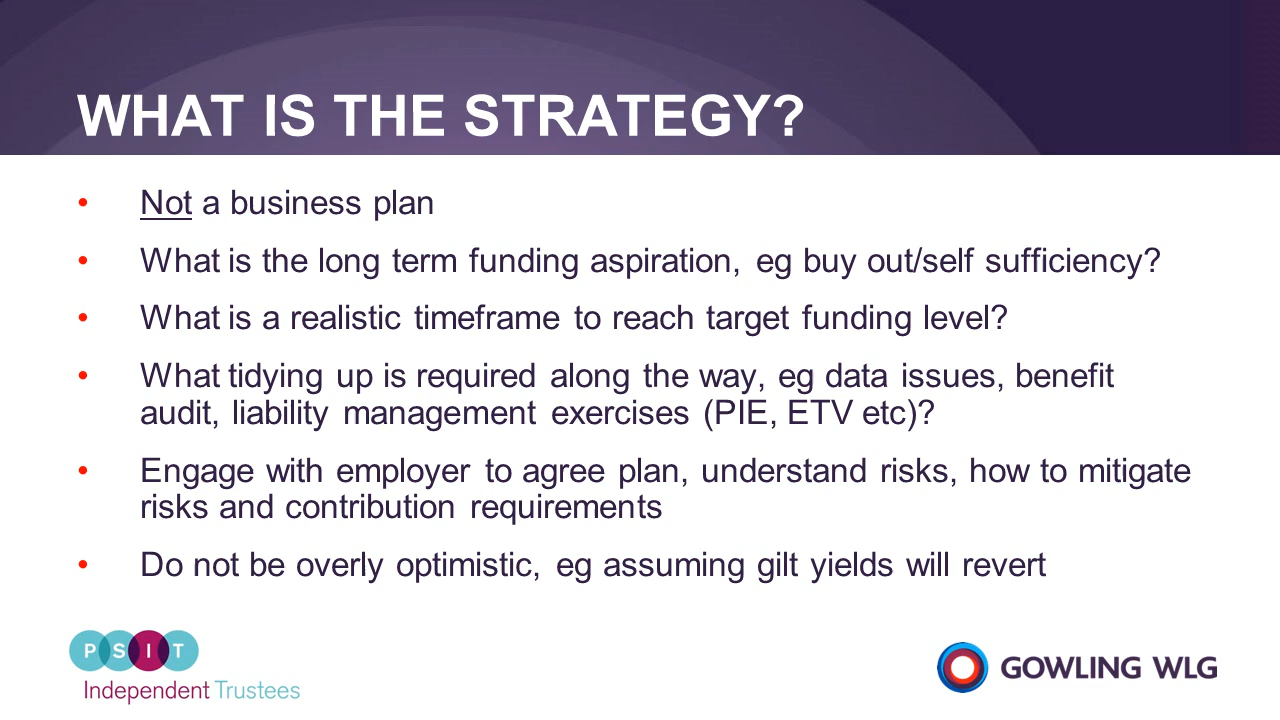 WHAT IS THE STRATEGY?
• Not a business plan
• What is the long term funding aspiration, eg buy out/self sufficiency?
• What is a realistic timeframe to reach target funding level?
• What tidying up is required along the way, eg data issues, benefit
audit, liability management exercises (PIE, ETV etc)?
• Engage with employer to agree plan, understand risks, how to mitigate
risks and contribution requirements
• Do not be overly optimistic, eg assuming gilt yields will revert
P S I T
Independent Trustees
GOWLING WLG